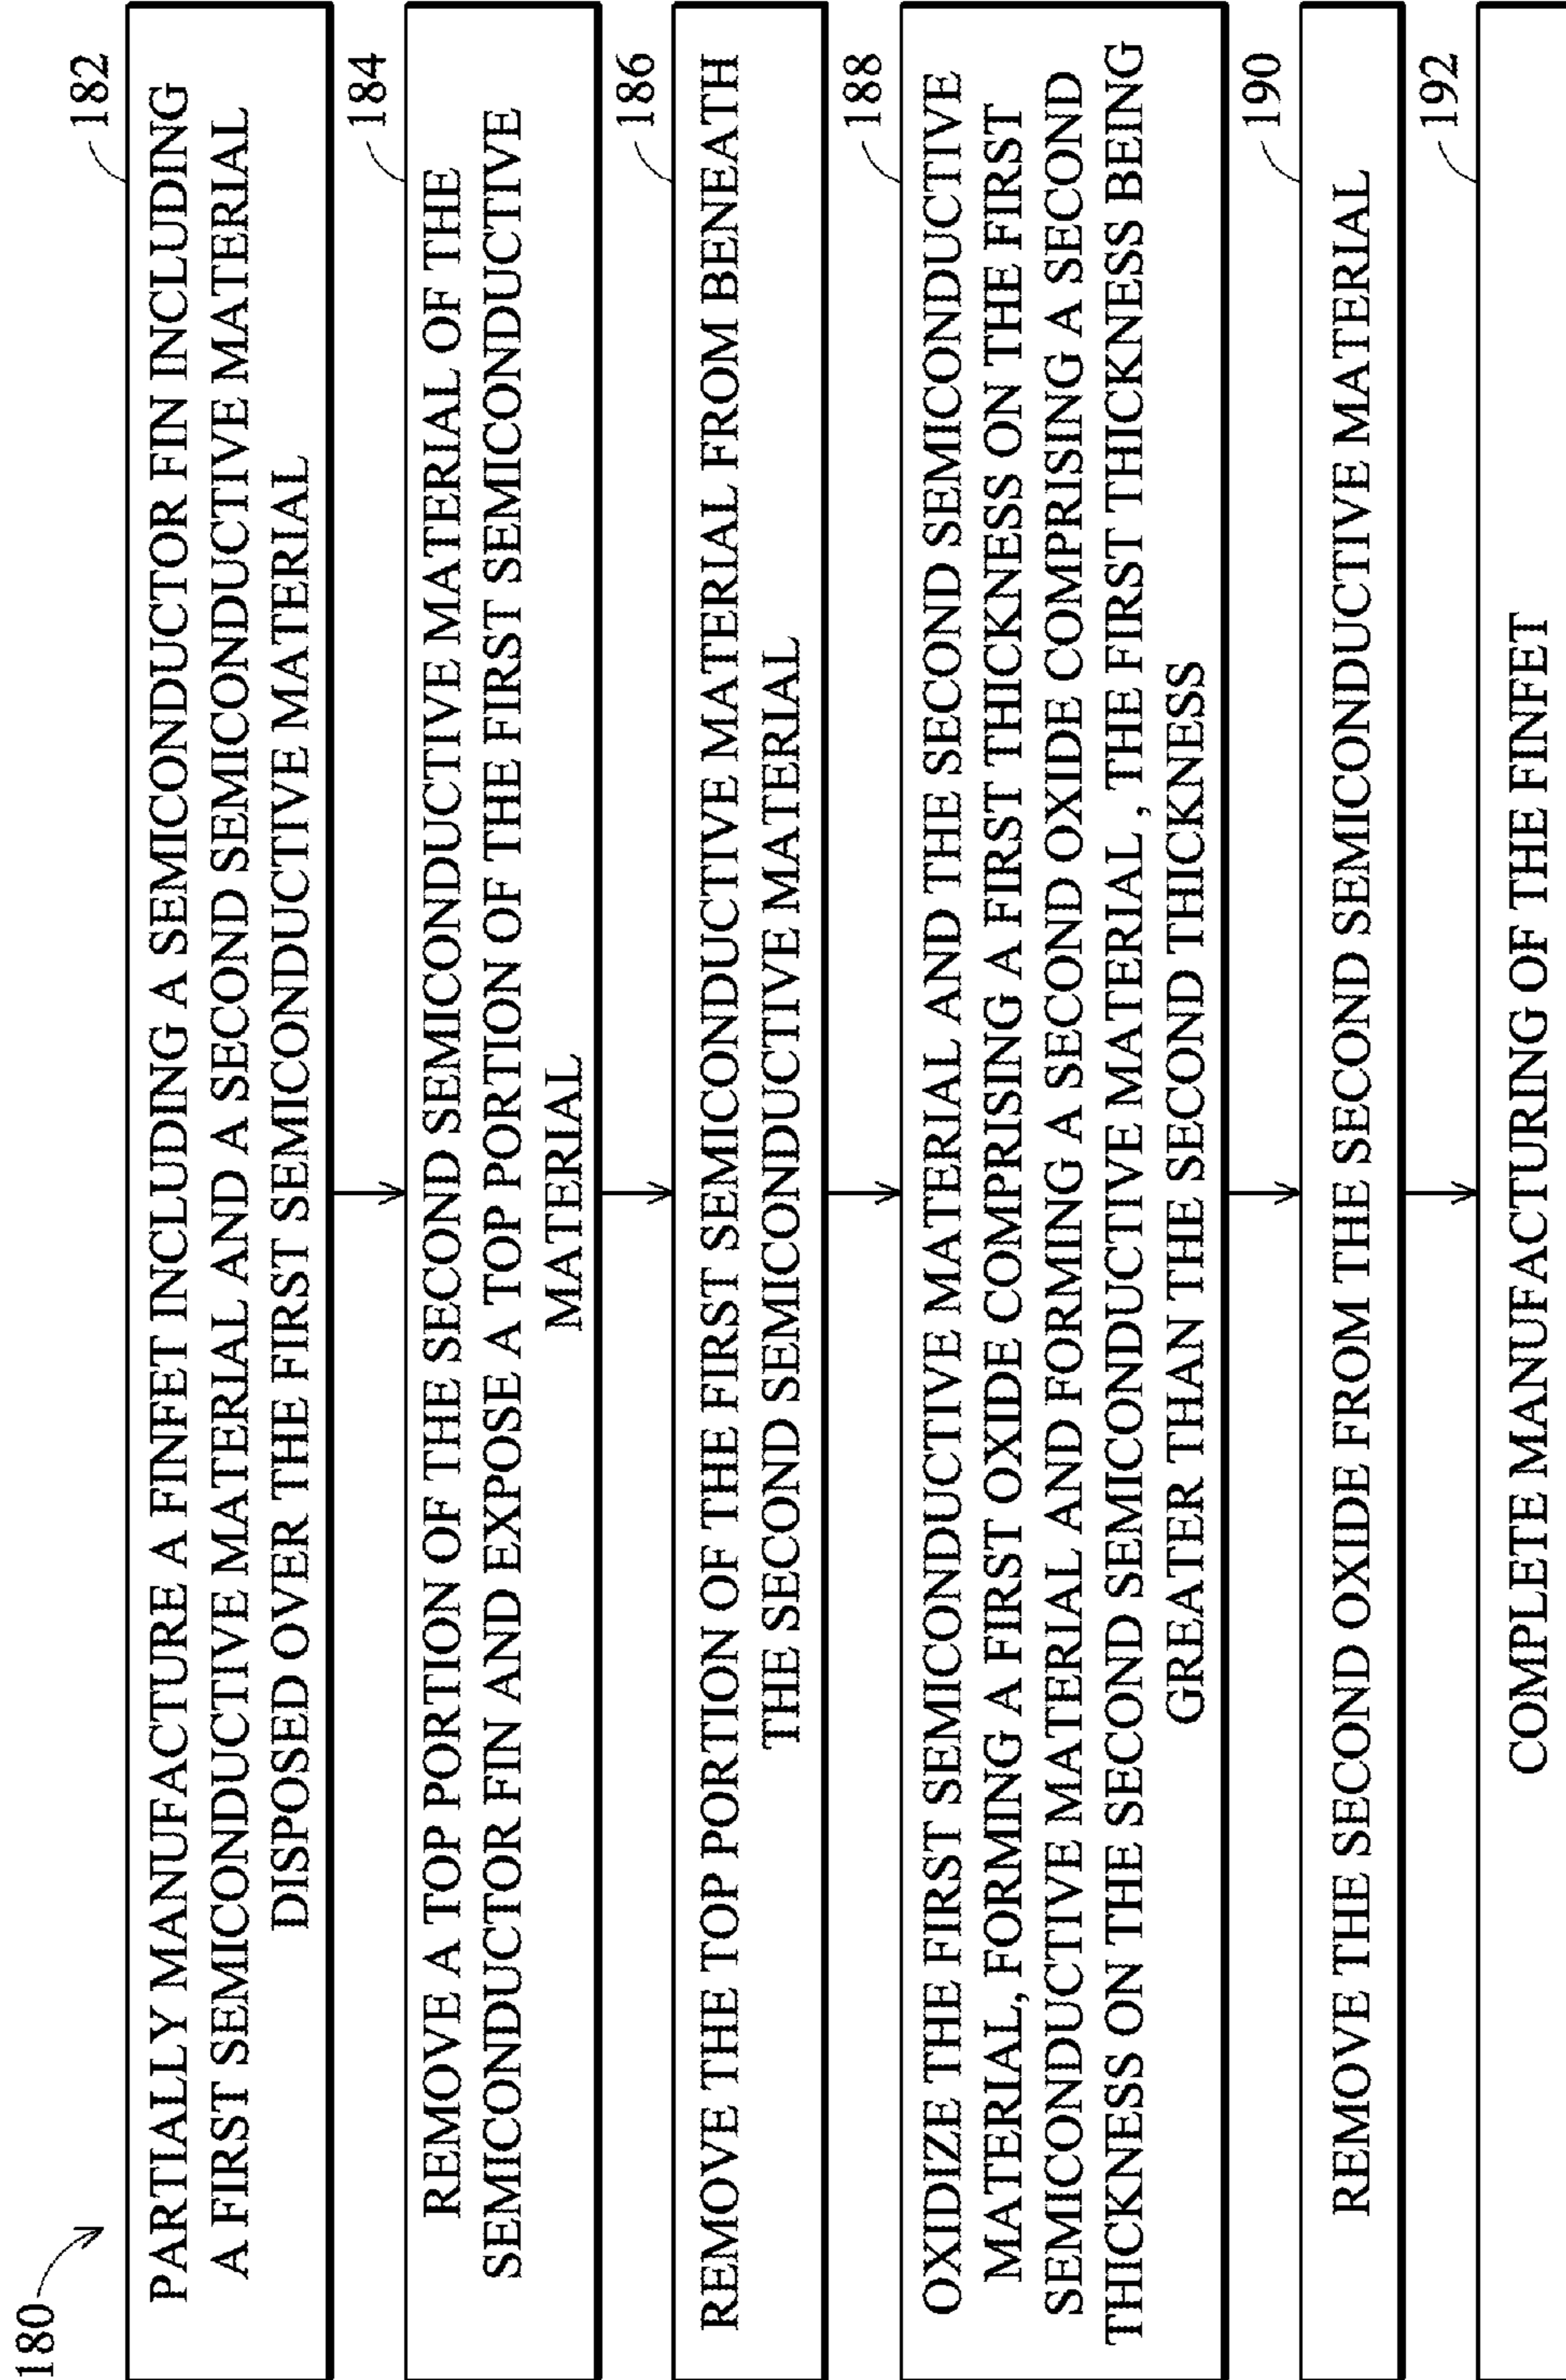 180
182
PARTIALLY MANUFACTURE A FINFET INCLUDING A SEMICONDUCTOR FIN INCLUDING
A FIRST SEMICONDUCTIVE MATERIAL AND A SECOND SEMICONDUCTIVE MATERIAL
DISPOSED OVER THE FIRST SEMICONDUCTIVE MATERIAL
184
REMOVE A TOP PORTION OF THE SECOND SEMICONDUCTIVE MATERIAL OF THE
SEMICONDUCTOR FIN AND EXPOSE A TOP PORTION OF THE FIRST SEMICONDUCTIVE
MATERIAL
186
REMOVE THE TOP PORTION OF THE FIRST SEMICONDUCTIVE MATERIAL FROM BENEATH
THE SECOND SEMICONDUCTIVE MATERIAL
188
OXIDIZE THE FIRST SEMICONDUCTIVE MATERIAL AND THE SECOND SEMICONDUCTIVE
MATERIAL, FORMING A FIRST OXIDE COMPRISING A FIRST THICKNESS ON THE FIRST
SEMICONDUCTIVE MATERIAL AND FORMING A SECOND OXIDE COMPRISING A SECOND
THICKNESS ON THE SECOND SEMICONDUCTIVE MATERIAL , THE FIRST THICKNESS BEING
GREATER THAN THE SECOND THICKNESS
190
REMOVE THE SECOND OXIDE FROM THE SECOND SEMICONDUCTIVE MATERIAL
192
COMPLETE MANUFACTURING OF THE FINFET